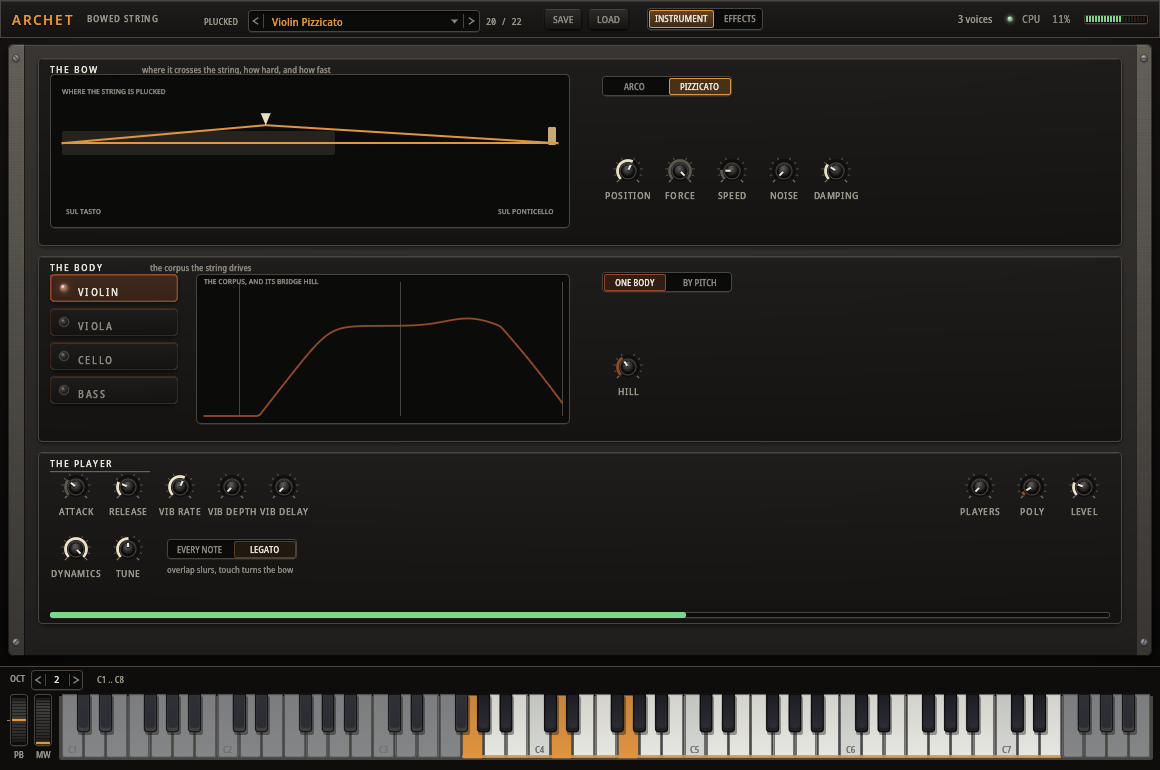 ARCHET BOWED STRING PLUCKED < Violin Pizzicato > 20 / 22 SAVE LOAD INSTRUMENT EFFECTS 3 voices CPU 11%
THE BOW where it crosses the string, how hard, and how fast
WHERE THE STRING IS PLUCKED
ARCO PIZZICATO
POSITION FORCE SPEED NOISE DAMPING
SUL TASTO SUL PONTICELLO
THE BODY the corpus the string drives
VIOLIN
VIOLA
CELLO
BASS
THE CORPUS, AND ITS BRIDGE HILL
ONE BODY BY PITCH
HILL
THE PLAYER
ATTACK RELEASE VIB RATE VIB DEPTH VIB DELAY PLAYERS POLY LEVEL
DYNAMICS TUNE
EVERY NOTE LEGATO
overlap slurs, touch turns the bow
OCT < 2 > C1 .. C8
PB MW
C1 C2 C3 C4 C5 C6 C7